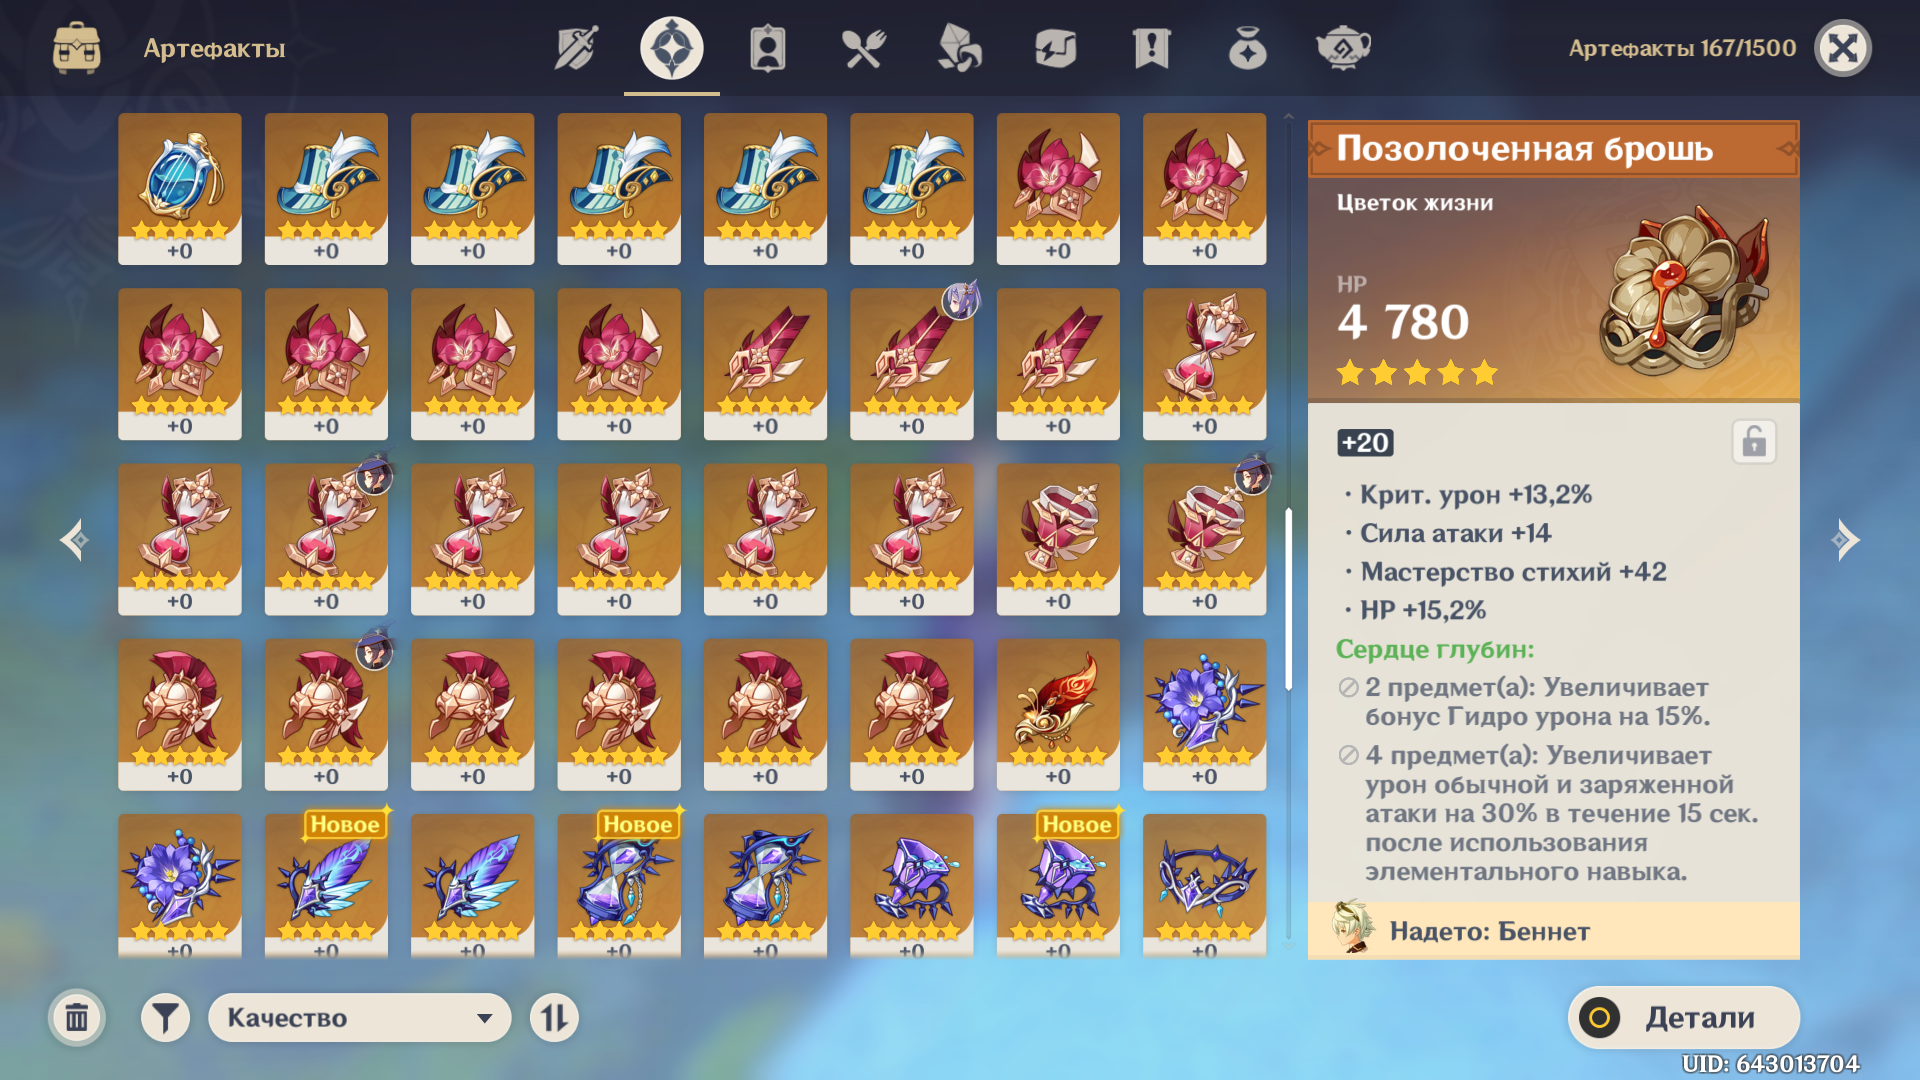 Артефакты
Артефакты 167/1500
+0 +0 +0 +0 +0 +0 +0 +0
+0 +0 +0 +0 +0 +0 +0 +0
+0 +0 +0 +0 +0 +0 +0 +0
+0 +0 +0 +0 +0 +0 +0 +0
Новое Новое Новое
+0 +0 +0 +0 +0 +0 +0 +0
Позолоченная брошь
Цветок жизни
HP
4 780
+20
· Крит. урон +13,2%
· Сила атаки +14
· Мастерство стихий +42
· HP +15,2%
Сердце глубин:
2 предмет(а): Увеличивает
бонус Гидро урона на 15%.
4 предмет(а): Увеличивает
урон обычной и заряженной
атаки на 30% в течение 15 сек.
после использования
элементального навыка.
Надето: Беннет
Качество
Детали
UID: 643013704